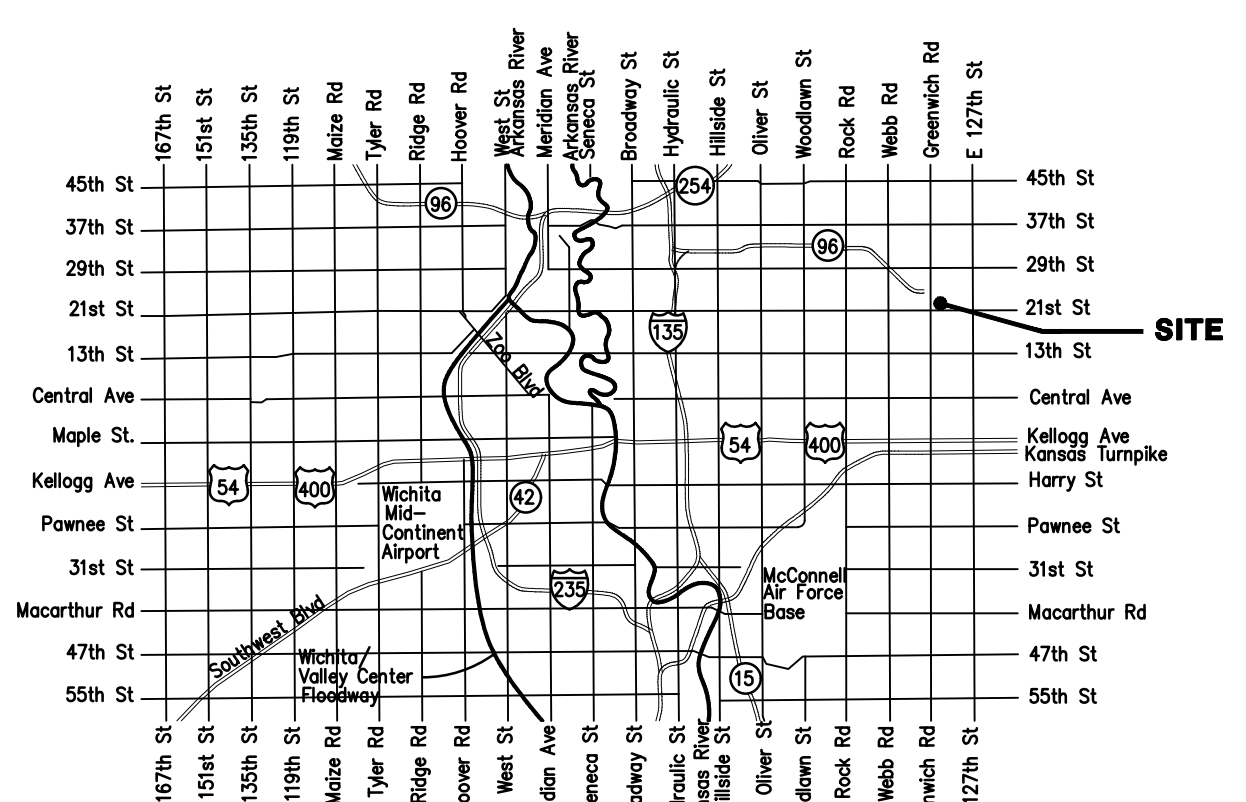 167th St
151st St
135th St
119th St
Maize Rd
Tyler Rd
Ridge Rd
Hoover Rd
West St
Arkansas River
Meridian Ave
Arkansas River
Seneca St
Broadway St
Hydraulic St
Hillside St
Oliver St
Woodlawn St
Rock Rd
Webb Rd
Greenwich Rd
E 127th St
45th St
37th St
29th St
21st St
13th St
Central Ave
Maple St.
Kellogg Ave
Pawnee St
31st St
Macarthur Rd
47th St
55th St
96
254
96
135
Zoo Blvd
54
400
54
400
42
Wichita
Mid-
Continent
Airport
235
McConnell
Air Force
Base
Southwest Blvd
Wichita/
Valley Center
Floodway
15
45th St
37th St
29th St
21st St
SITE
13th St
Central Ave
Kellogg Ave
Kansas Turnpike
Harry St
Pawnee St
31st St
Macarthur Rd
47th St
55th St
167th St
151st St
135th St
119th St
Maize Rd
Tyler Rd
Ridge Rd
oover Rd
West St
dian Ave
eneca St
adway St
draulic St
nsas River
illside St
Oliver St
dlawn St
Rock Rd
Webb Rd
nwich Rd
127th St